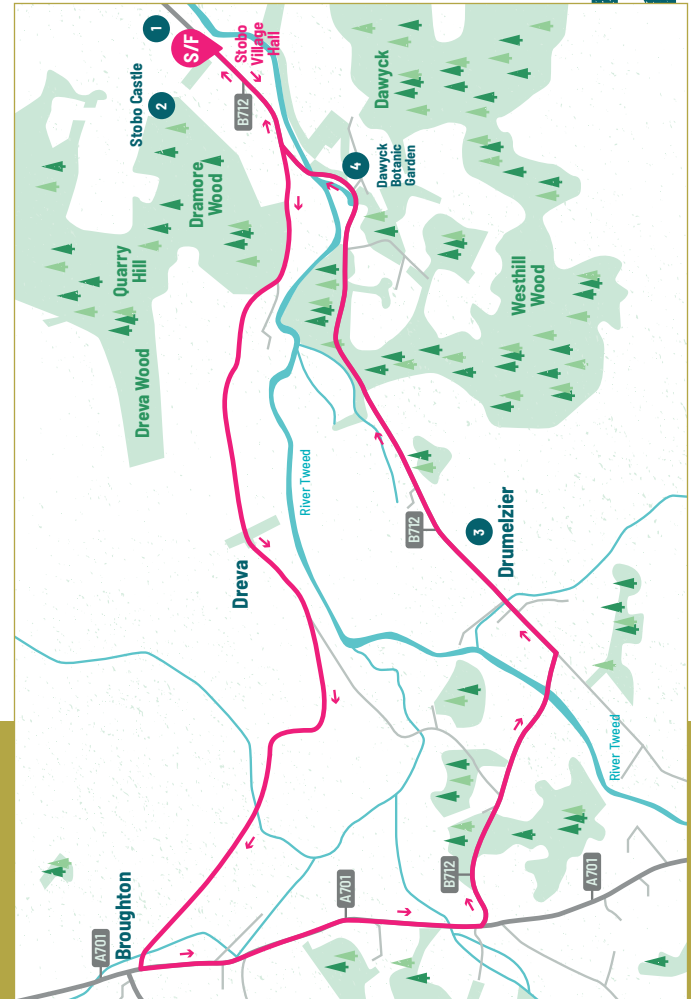 1
S/F
Stobo
Village
Hall
Stobo Castle
2
B712
Dawyck
4
Dawyck
Botanic
Garden
Dramore
Wood
Quarry
Hill
Westhill
Wood
Dreva Wood
River Tweed
B712
3
Drumelzier
Dreva
River Tweed
B712
A701
A701
Broughton
A701